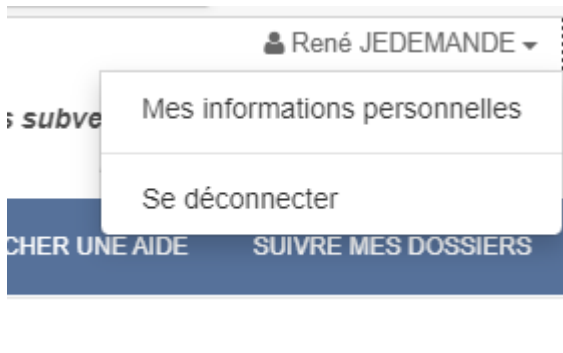 René JEDEMANDE
Mes informations personnelles
s subve
Se déconnecter
CHER UNE AIDE SUIVRE MES DOSSIERS